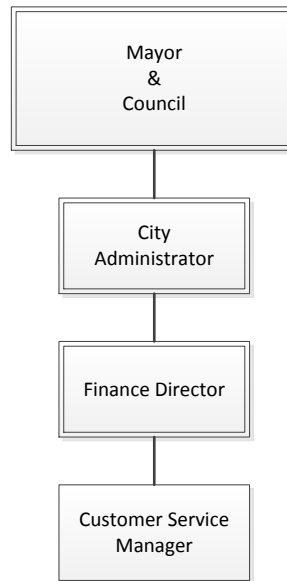 Mayor
&
Council
City
Administrator
Finance Director
Customer Service
Manager